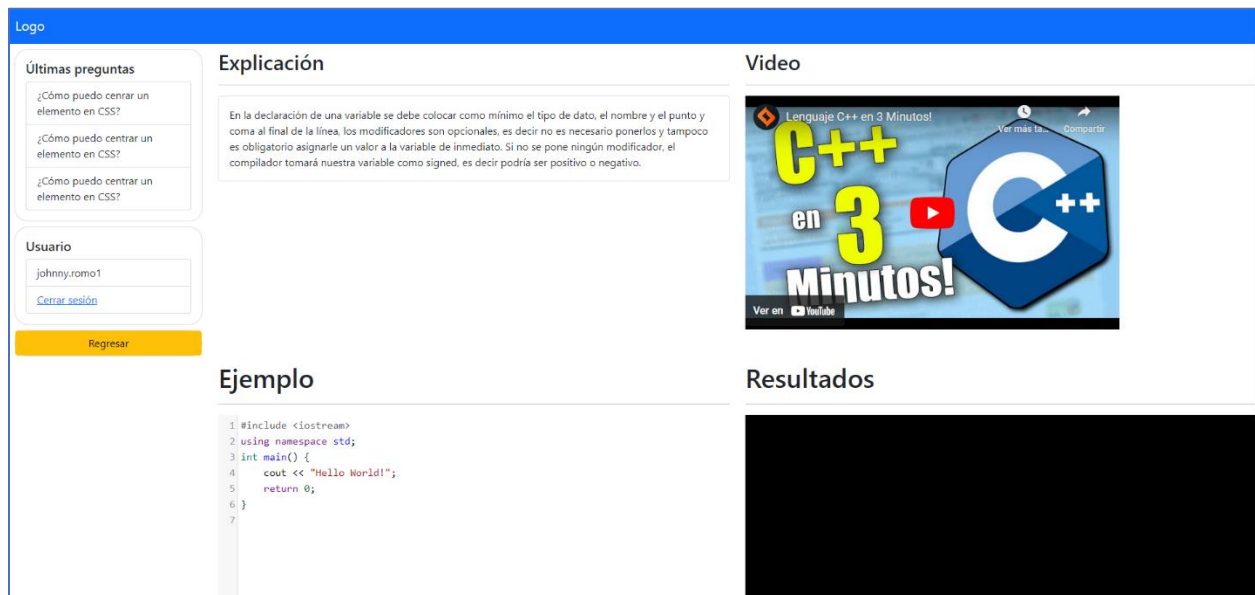 Logo
Últimas preguntas
¿Cómo puedo cenrar un
elemento en CSS?
¿Cómo puedo centrar un
elemento en CSS?
¿Cómo puedo centrar un
elemento en CSS?
Usuario
johnny.romo1
Cerrar sesión
Regresar
Explicación
En la declaración de una variable se debe colocar como mínimo el tipo de dato, el nombre y el punto y
coma al final de la línea, los modificadores son opcionales, es decir no es necesario ponerlos y tampoco
es obligatorio asignarle un valor a la variable de inmediato. Si no se pone ningún modificador, el
compilador tomará nuestra variable como signed, es decir podría ser positivo o negativo.
Video
Lenguaje C++ en 3 Minutos!
Ver más ta...
Compartir
C++
en
3
Minutos!
C++
Ver en YouTube
Ejemplo
1 #include <iostream>
2 using namespace std;
3 int main() {
4     cout << "Hello World!";
5     return 0;
6 }
7
Resultados